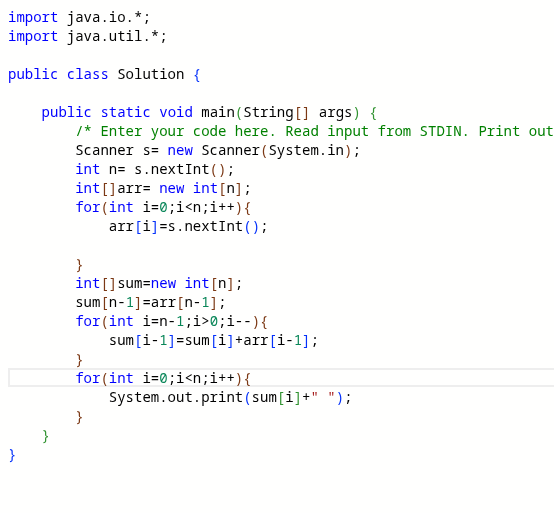 import java.io.*;
import java.util.*;
public class Solution {
public static void main(String[] args) {
/* Enter your code here. Read input from STDIN. Print out
Scanner s= new Scanner(System.in);
int n= s.nextInt();
int[]arr= new int[n];
for(int i=0;i<n;i++){
arr[i]=s.nextInt();
}
int[]sum=new int[n];
sum[n-1]=arr[n-1];
for(int i=n-1;i>0;i--){
sum[i-1]=sum[i]+arr[i-1];
}
for(int i=0;i<n;i++){
System.out.print(sum[i]+" ");
}
}
}